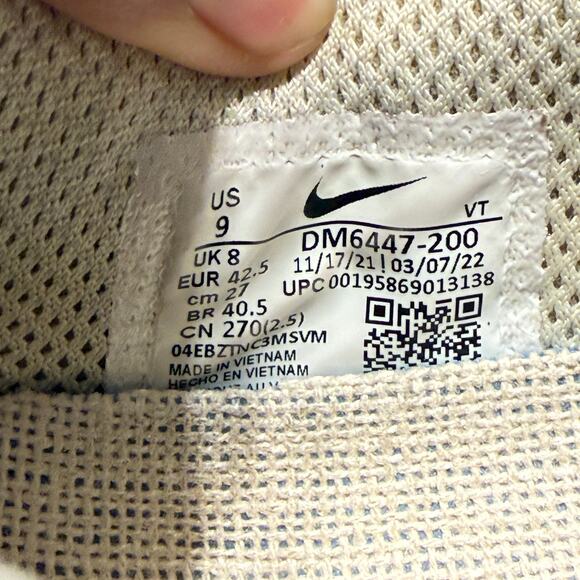 US
9
VT
UK 8
DM6447-200
EUR 42.5
11/17/21 | 03/07/22
cm 27
UPC 00195869013138
BR 40.5
CN 270(2.5)
04EBZTNC3MSVM
MADE IN VIETNAM
HECHO EN VIETNAM